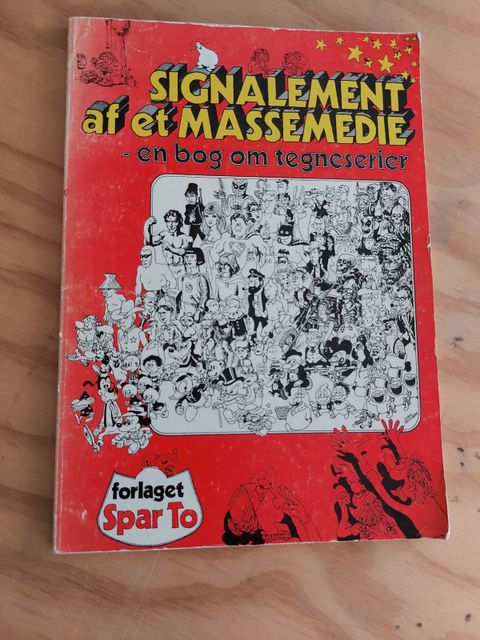 SIGNALEMENT
af et MASSEMEDIE
- en bog om tegneserier
forlaget
Spar To